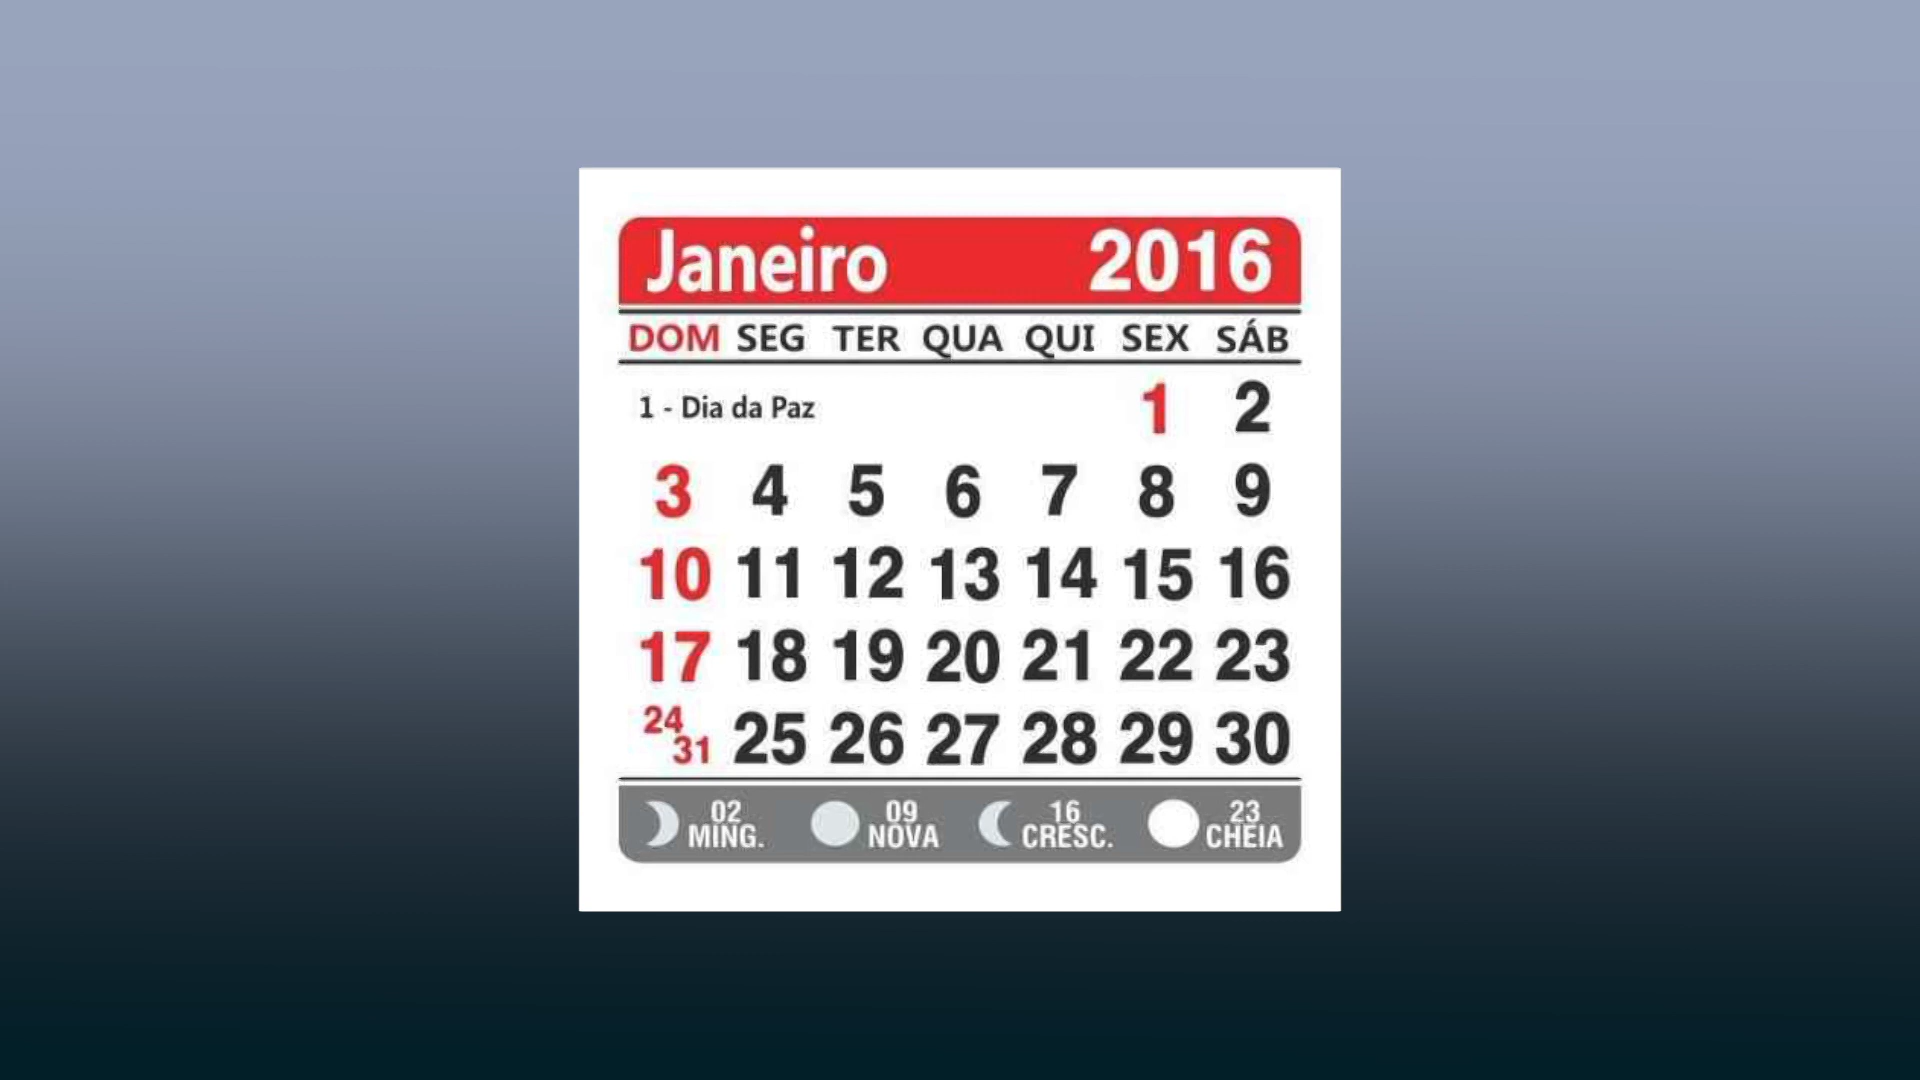 Janeiro 2016
DOM SEG TER QUA QUI SEX SÁB
1 - Dia da Paz 1 2
3 4 5 6 7 8 9
10 11 12 13 14 15 16
17 18 19 20 21 22 23
24 31 25 26 27 28 29 30
02 MING. 09 NOVA 16 CRESC. 23 CHEIA